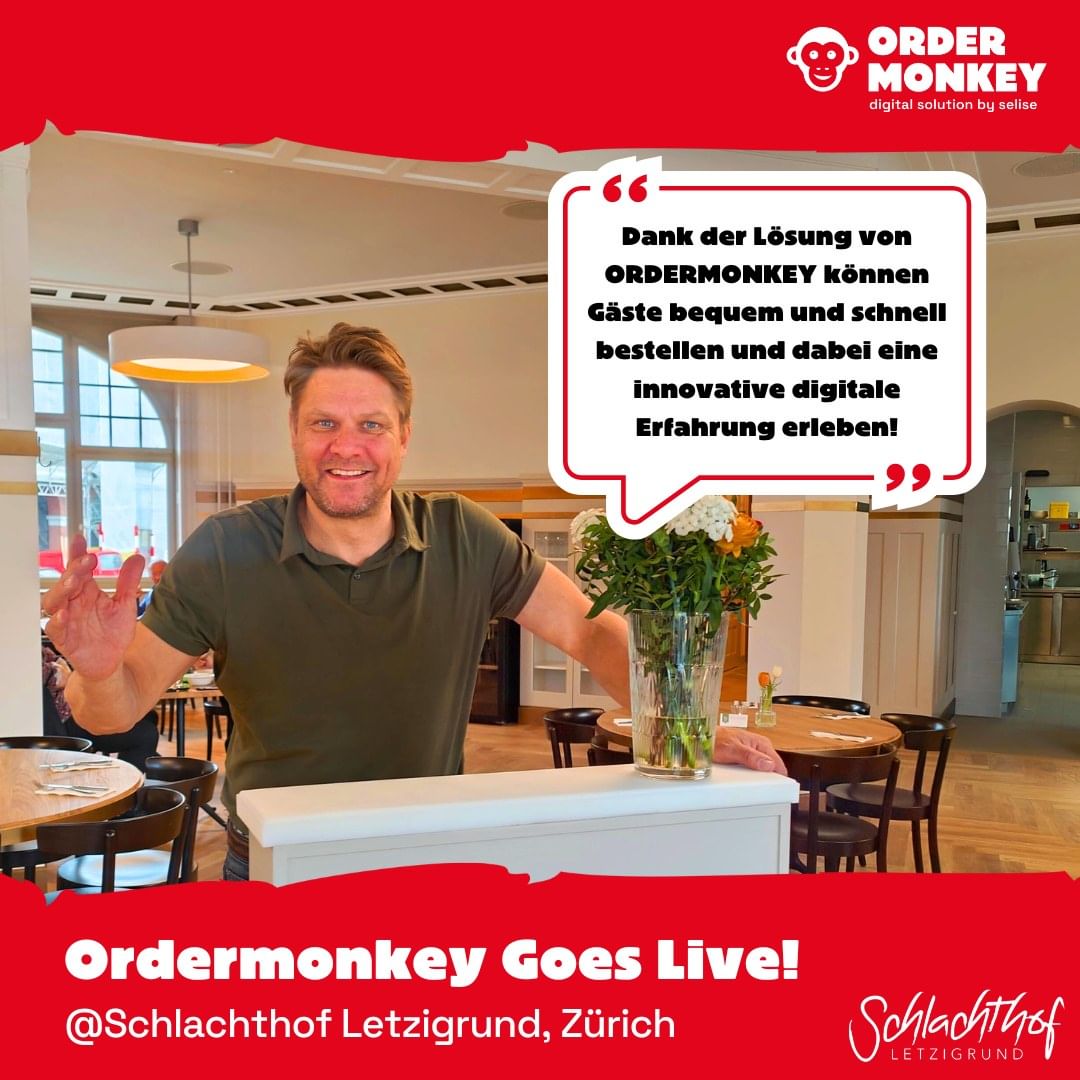 ORDER
MONKEY
digital solution by selise
Dank der Lösung von
ORDERMONKEY können
Gäste bequem und schnell
bestellen und dabei eine
innovative digitale
Erfahrung erleben!
Ordermonkey Goes Live!
@Schlachthof Letzigrund, Zürich
Schlachthof
LETZIGRUND